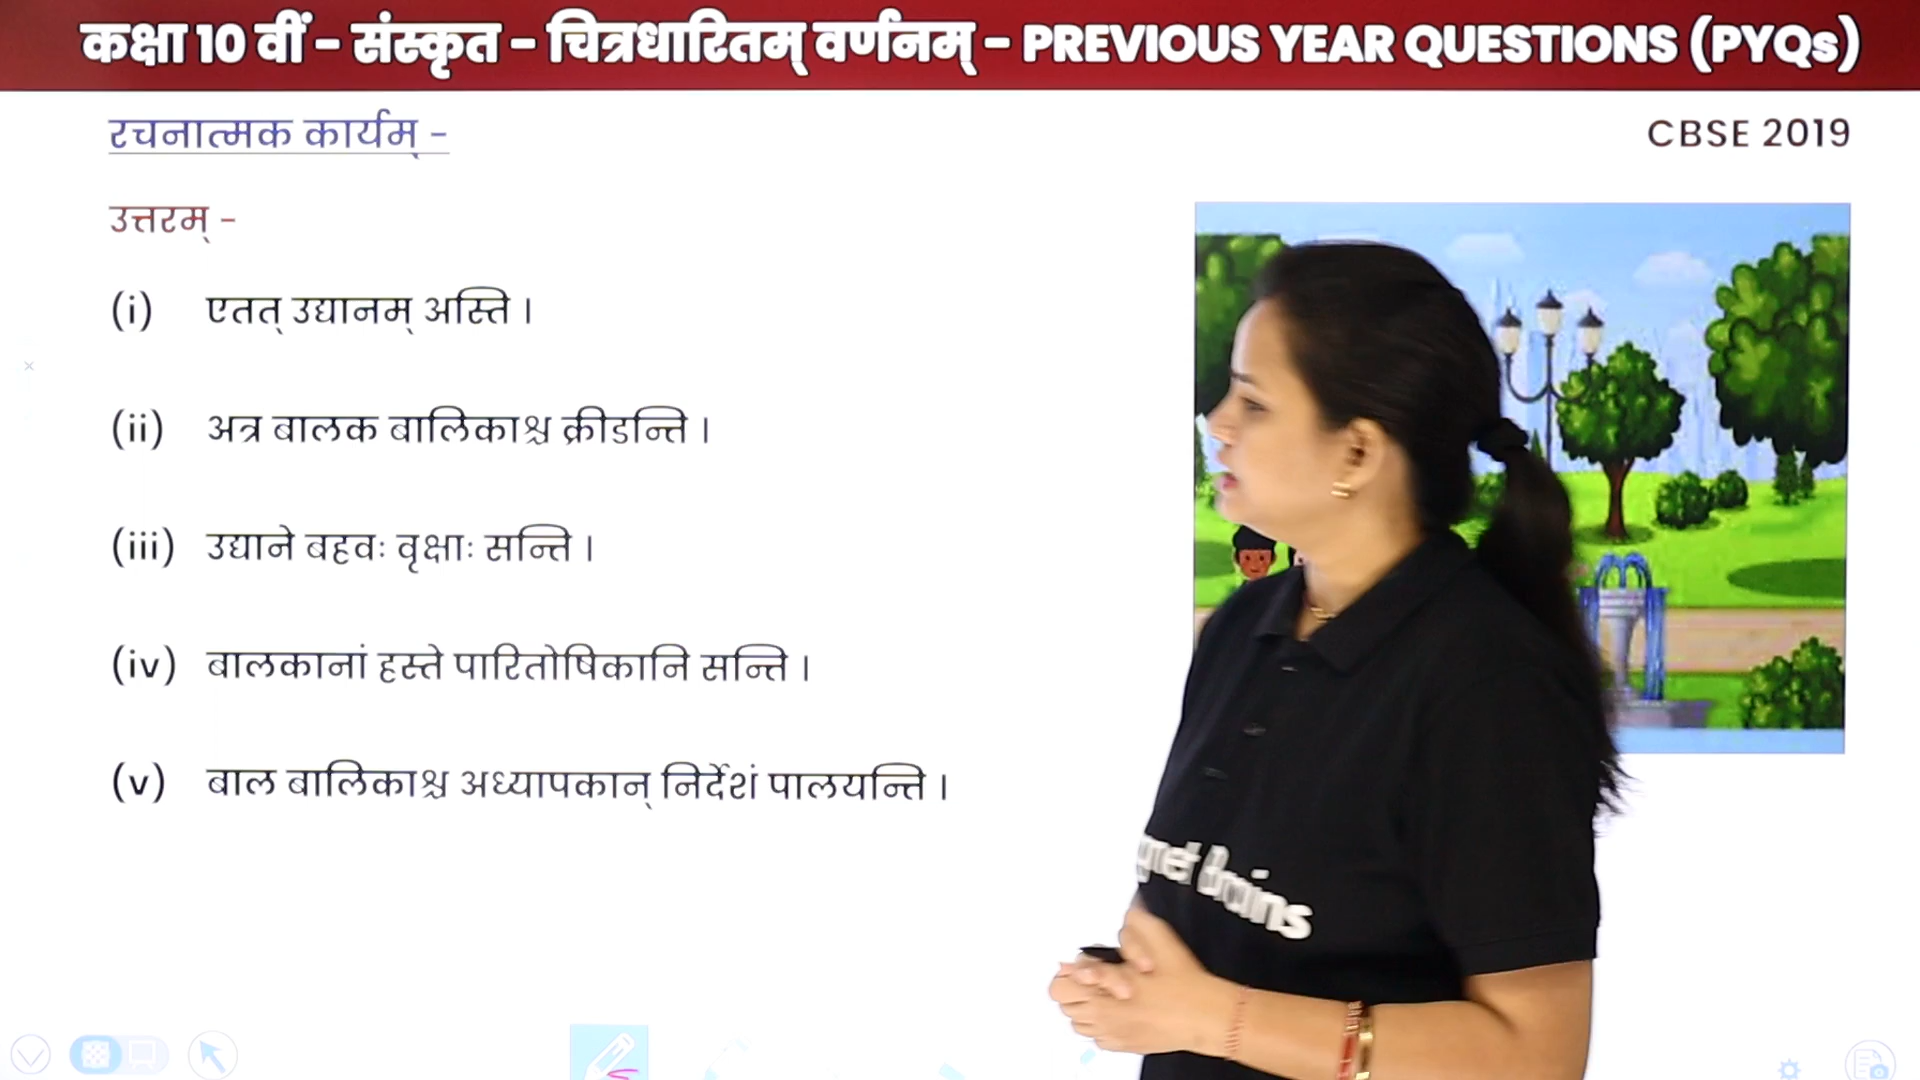 कक्षा 10 वीं - संस्कृत - चित्रधारितम् वर्णनम् - PREVIOUS YEAR QUESTIONS (PYQs)
रचनात्मक कार्यम् -
CBSE 2019
उत्तरम् -
(i) एतत् उद्यानम् अस्ति ।
(ii) अत्र बालक बालिकाश्च क्रीडन्ति ।
(iii) उद्याने बहवः वृक्षाः सन्ति ।
(iv) बालकानां हस्ते पारितोषिकानि सन्ति ।
(v) बाल बालिकाश्च अध्यापकान् निर्देशं पालयन्ति ।
Brains